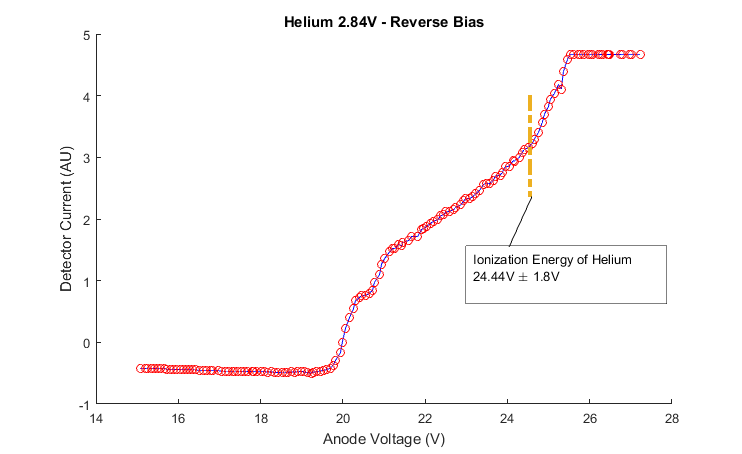 Helium 2.84V - Reverse Bias
5
4
3
2
1
0
-1
Detector Current (AU)
Ionization Energy of Helium
24.44V ± 1.8V
14 16 18 20 22 24 26 28
Anode Voltage (V)